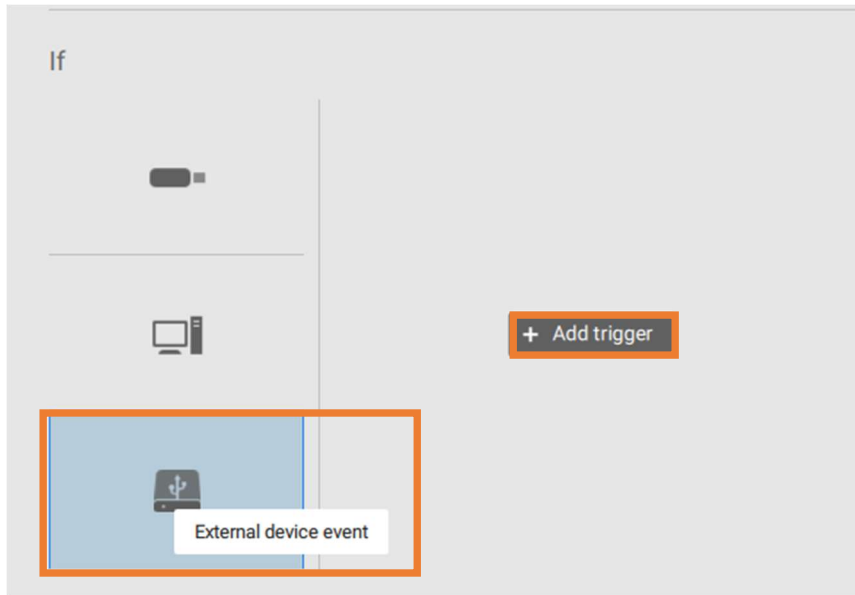 If
+ Add trigger
External device event